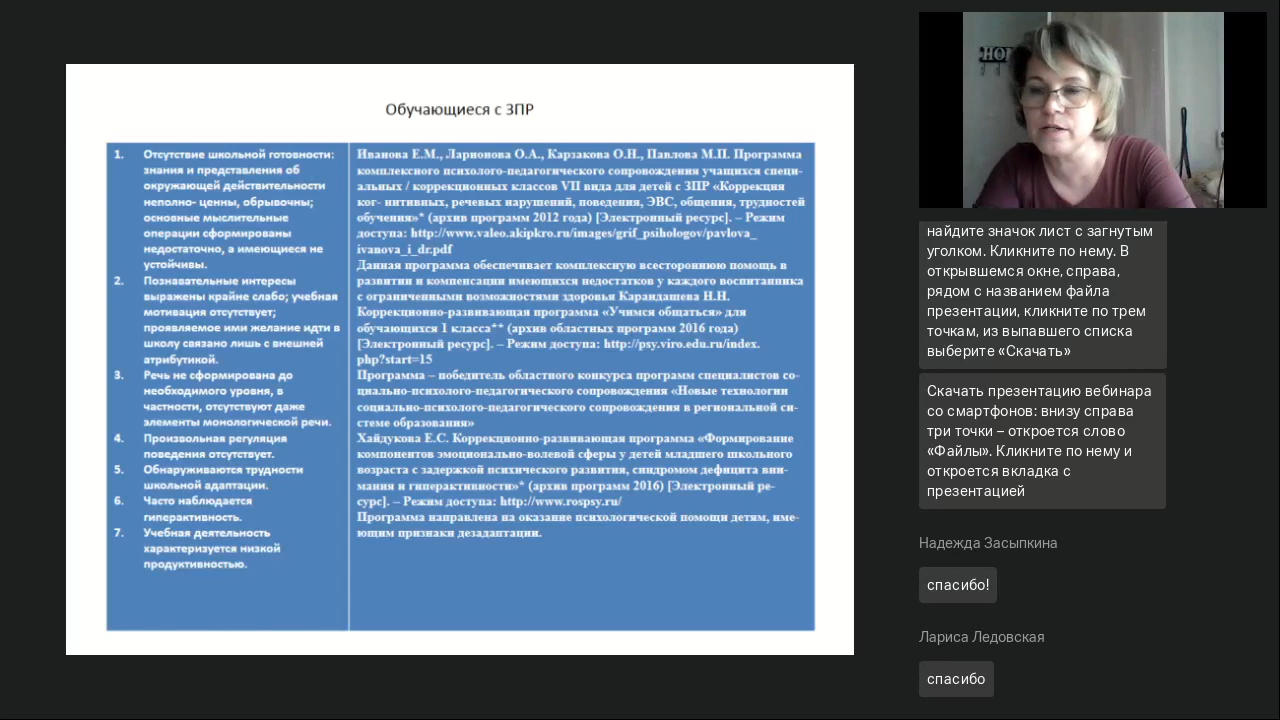 Обучающиеся с ЗПР
1. Отсутствие школьной готовности:
знания и представления об
окружающей действительности
неполно- ценны, обрывочны;
основные мыслительные
операции сформированы
недостаточно, а имеющиеся не
устойчивы.
2. Познавательные интересы
выражены крайне слабо; учебная
мотивация отсутствует;
проявляемое ими желание идти в
школу связано лишь с внешней
атрибутикой.
3. Речь не сформирована до
необходимого уровня, в
частности, отсутствуют даже
элементы монологической речи.
4. Произвольная регуляция
поведения отсутствует.
5. Обнаруживаются трудности
школьной адаптации.
6. Часто наблюдается
гиперактивность.
7. Учебная деятельность
характеризуется низкой
продуктивностью.
Иванова Е.М., Ларионова О.А., Карзакова О.Н., Павлова М.П. Программа
комплексного психолого-педагогического сопровождения учащихся специ-
альных / коррекционных классов VII вида для детей с ЗПР «Коррекция
ког- нитивных, речевых нарушений, поведения, ЭВС, общения, трудностей
обучения»* (архив программ 2012 года) [Электронный ресурс]. – Режим
доступа: http://www.valeo.akipkro.ru/images/grif_psihologov/pavlova_
ivanova_i_dr.pdf
Данная программа обеспечивает комплексную всестороннюю помощь в
развитии и компенсации имеющихся недостатков у каждого воспитанника
с ограниченными возможностями здоровья Карандашева Н.Н.
Коррекционно-развивающая программа «Учимся общаться» для
обучающихся 1 класса** (архив областных программ 2016 года)
[Электронный ресурс]. – Режим доступа: http://psy.viro.edu.ru/index.
php?start=15
Программа – победитель областного конкурса программ специалистов со-
циально-психолого-педагогического сопровождения «Новые технологии
социально-психолого-педагогического сопровождения в региональной си-
стеме образования»
Хайдукова Е.С. Коррекционно-развивающая программа «Формирование
компонентов эмоционально-волевой сферы у детей младшего школьного
возраста с задержкой психического развития, синдромом дефицита вни-
мания и гиперактивности»* (архив программ 2016) [Электронный ре-
сурс]. – Режим доступа: http://www.rospsy.ru/
Программа направлена на оказание психологической помощи детям, име-
ющим признаки дезадаптации.
найдите значок лист с загнутым
уголком. Кликните по нему. В
открывшемся окне, справа,
рядом с названием файла
презентации, кликните по трем
точкам, из выпавшего списка
выберите «Скачать»
Скачать презентацию вебинара
со смартфонов: внизу справа
три точки – откроется слово
«Файлы». Кликните по нему и
откроется вкладка с
презентацией
Надежда Засыпкина
спасибо!
Лариса Ледовская
спасибо